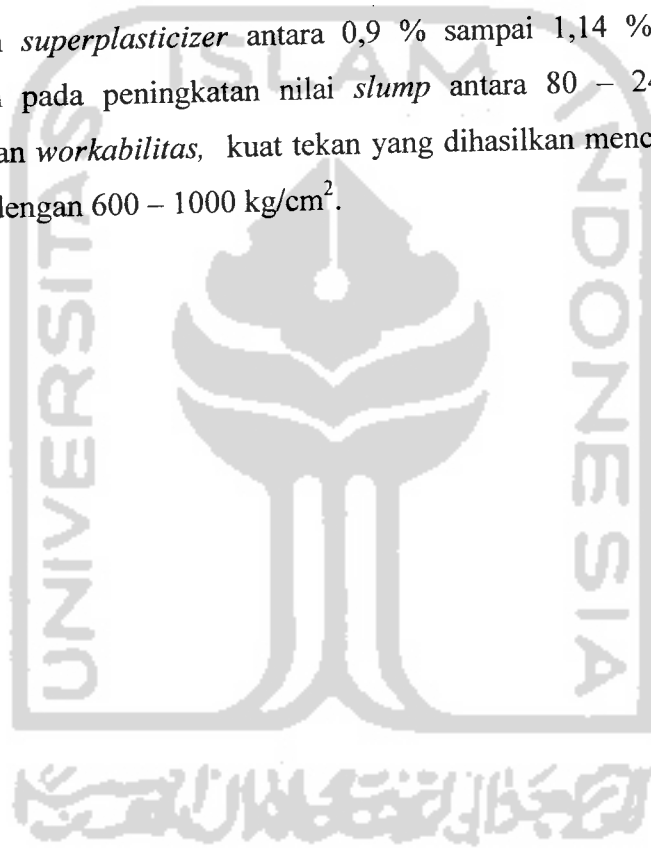 superplasticizer antara 0,9 % sampai 1,14 %
pada peningkatan nilai slump antara 80 – 24
an workabilitas, kuat tekan yang dihasilkan menc
dengan 600 – 1000 kg/cm².
ISLAM
UNIVERSITAS
INDONESIA